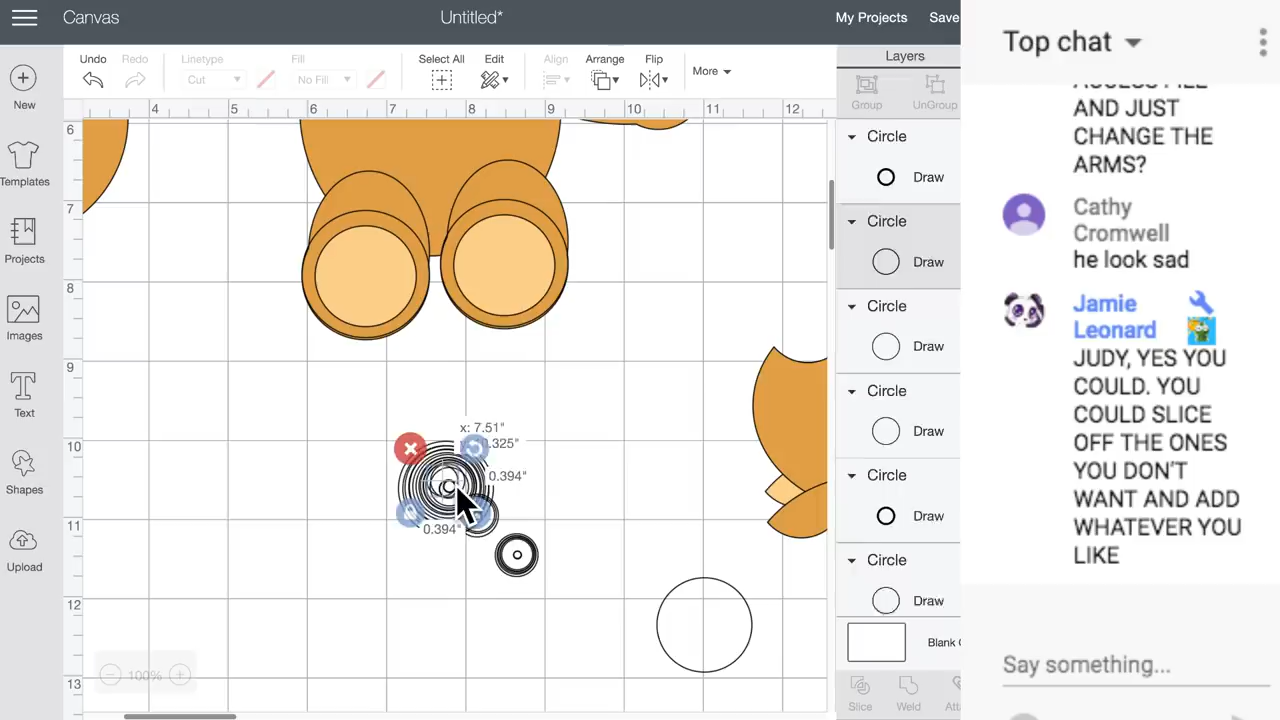 Canvas
Untitled*
My Projects
Save
Undo
Redo
Linetype
Cut
Fill
No Fill
Select All
Edit
Align
Arrange
Flip
More
New
Templates
Projects
Images
Text
Shapes
Upload
4 5 6 7 8 9 10 11 12
6
7
8
9
10
11
12
13
x: 7.51"
0.394"
0.394"
100%
Layers
Group
UnGroup
Circle
Draw
Circle
Draw
Circle
Draw
Circle
Draw
Circle
Draw
Circle
Draw
Blank
Slice
Weld
Top chat
AND JUST
CHANGE THE
ARMS?
Cathy
Cromwell
he look sad
Jamie
Leonard
JUDY, YES YOU
COULD. YOU
COULD SLICE
OFF THE ONES
YOU DON'T
WANT AND ADD
WHATEVER YOU
LIKE
Say something...